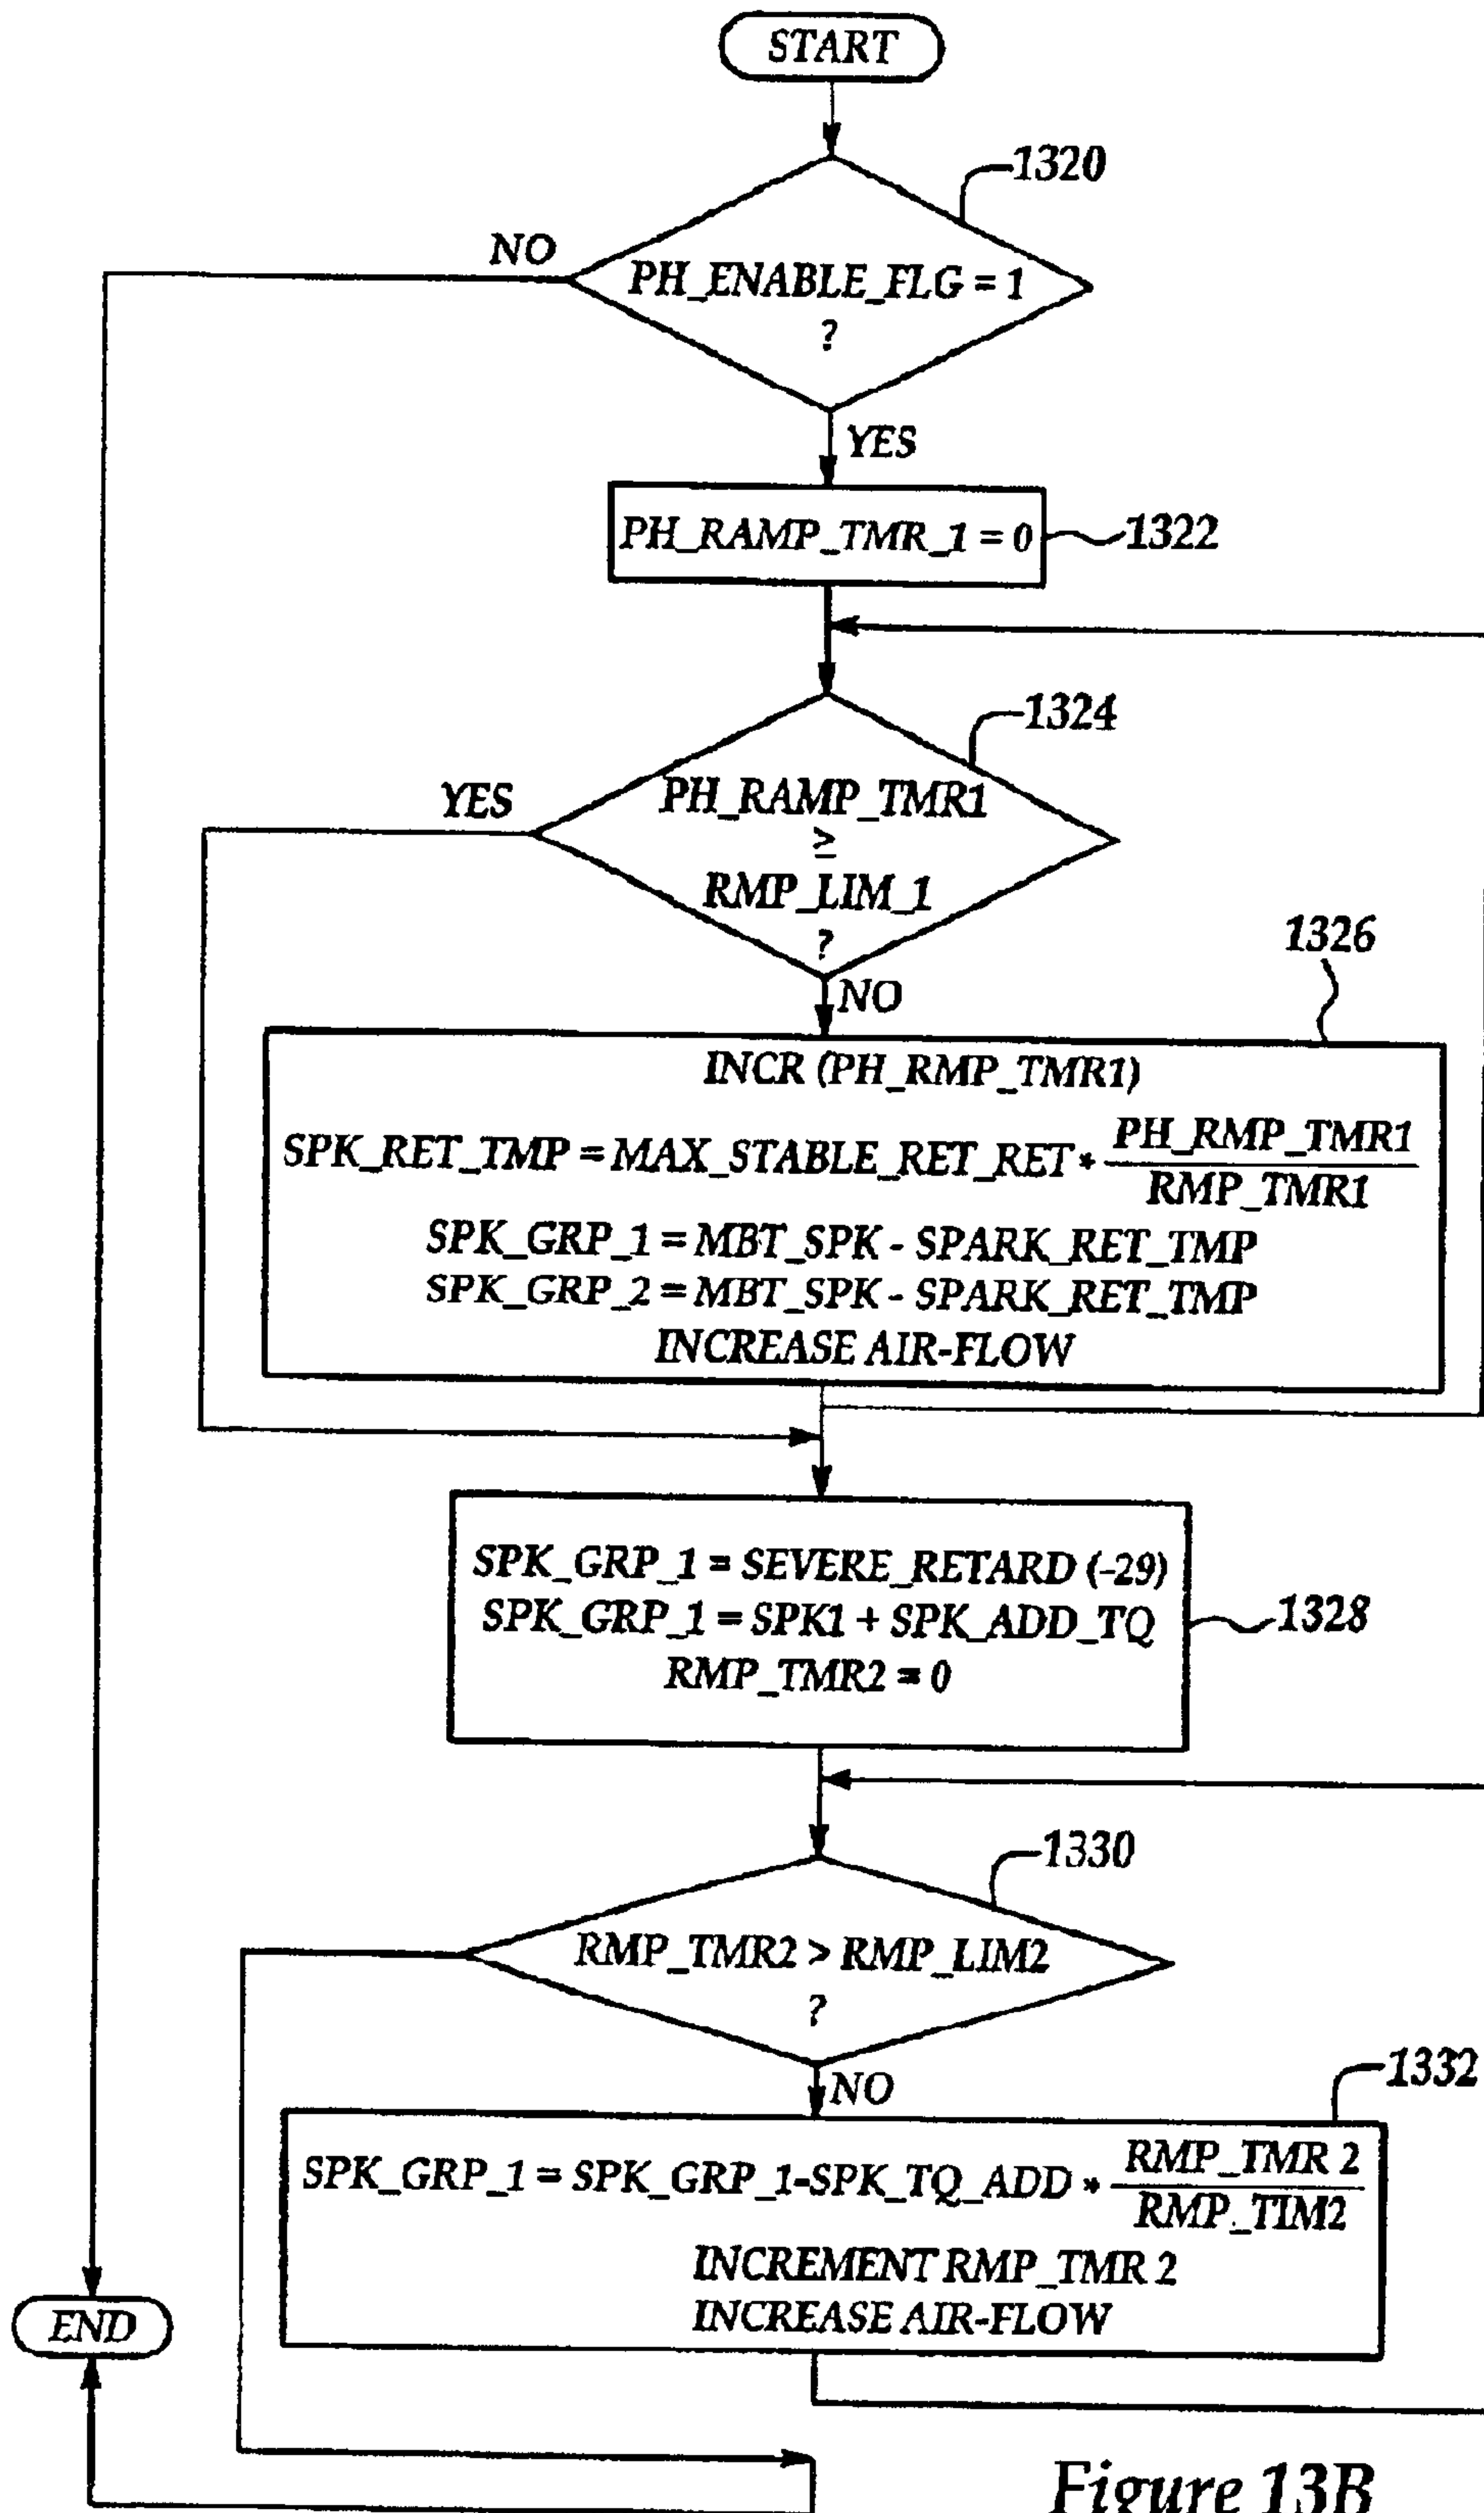 START
1320
NO
PH_ENABLE_FLG = 1
?
YES
PH_RAMP_TMR_1 = 0
1322
1324
YES
PH_RAMP_TMR1
≥
RMP_LIM_1
?
NO
1326
INCR (PH_RMP_TMR1)
SPK_RET_TMP = MAX_STABLE_RET_RET * PH_RMP_TMR1
RMP_TMR1
SPK_GRP_1 = MBT_SPK - SPARK_RET_TMP
SPK_GRP_2 = MBT_SPK - SPARK_RET_TMP
INCREASE AIR-FLOW
SPK_GRP_1 = SEVERE_RETARD (-29)
SPK_GRP_1 = SPK1 + SPK_ADD_TQ
RMP_TMR2 = 0
1328
1330
RMP_TMR2 > RMP_LIM2
?
NO
1332
SPK_GRP_1 = SPK_GRP_1-SPK_TQ_ADD * RMP_TMR 2
RMP_TIM2
INCREMENT RMP_TMR 2
INCREASE AIR-FLOW
END
Figure 13B